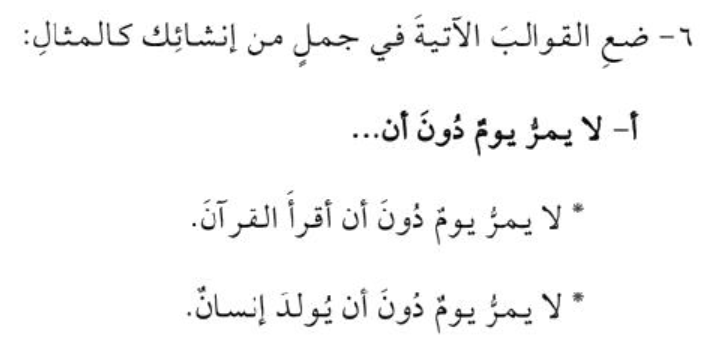 ٦- ضعِ القوالبَ الآتيةَ في جملٍ من إنشائِك كالمثالِ:
أ- لا يمرُّ يومٌ دُونَ أن...
* لا يمرُّ يومٌ دُونَ أن أقرأَ القرآنَ.
* لا يمرُّ يومٌ دُونَ أن يُولدَ إنسانٌ.